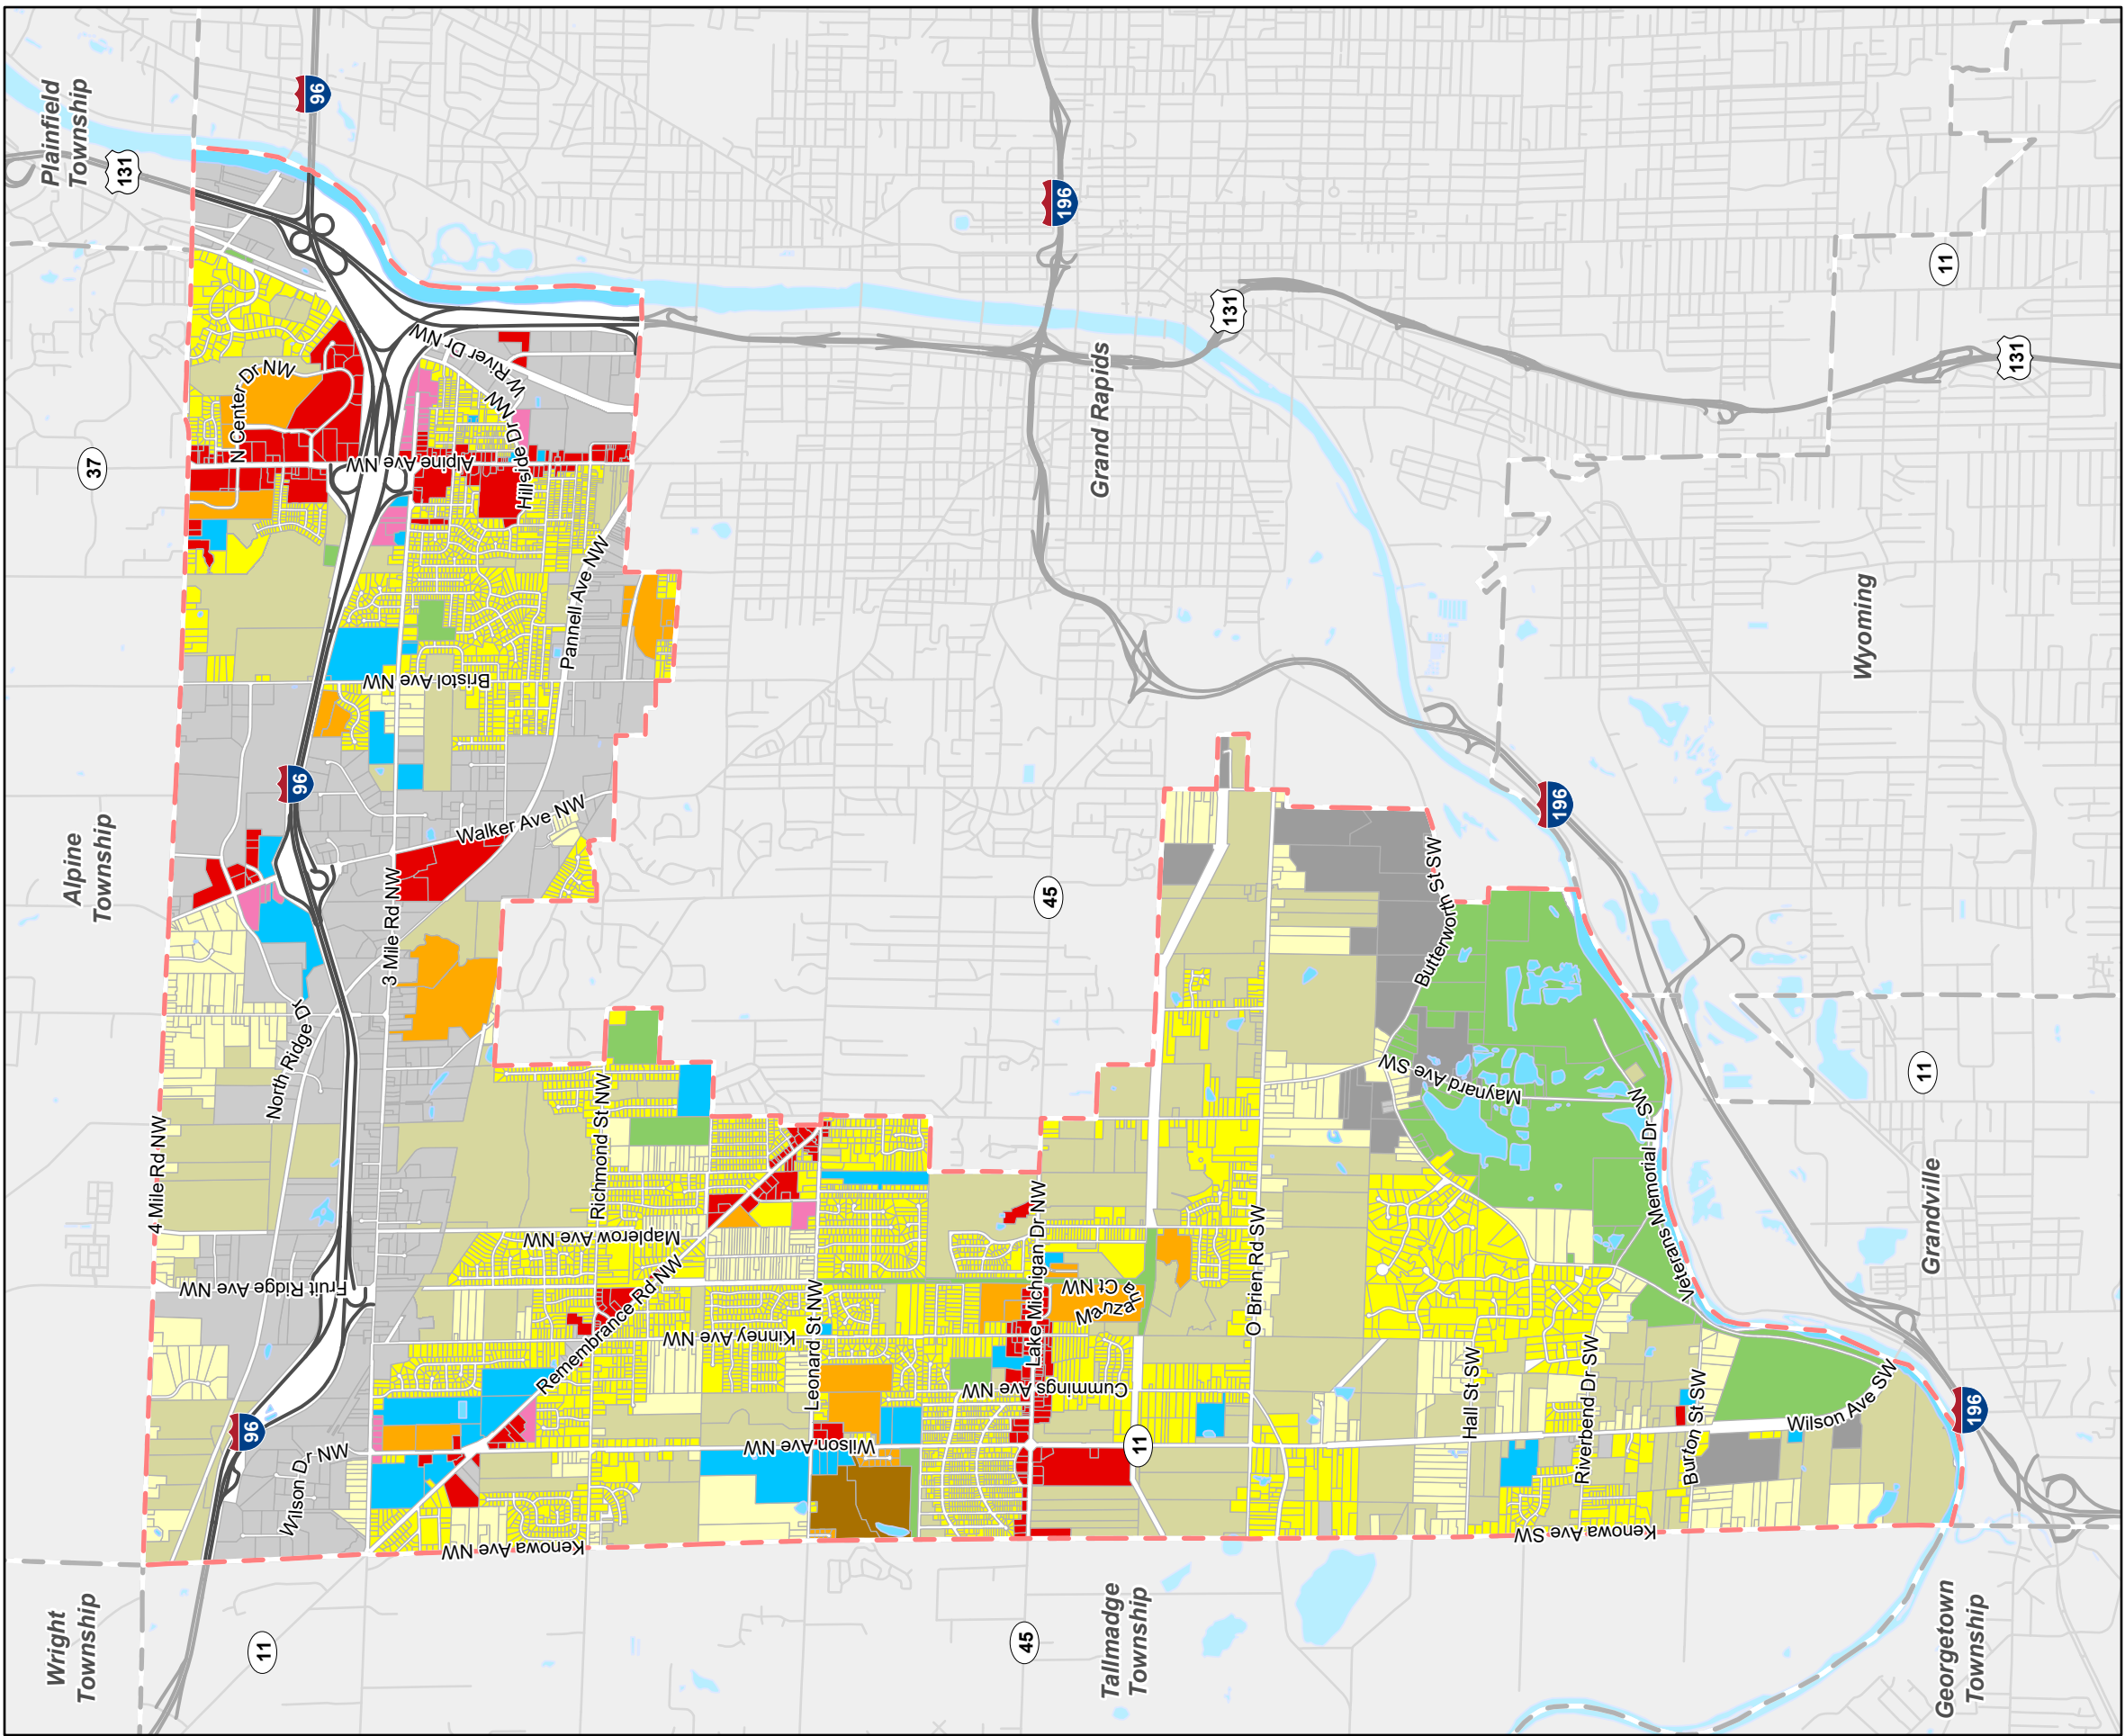 Plainfield
Township
131
96
37
N Center Dr NW
Alpine Ave NW
W River Dr NW
Hillside Dr NW
Pannell Ave NW
Bristol Ave NW
Alpine
Township
96
Walker Ave NW
3 Mile Rd NW
North Ridge Dr
4 Mile Rd NW
Fruit Ridge Ave NW
96
Wilson Dr NW
Wright
Township
11
196
Grand Rapids
131
131
11
Wyoming
196
45
Richmond St NW
Maplerow Ave NW
Remembrance Rd NW
Kinney Ave NW
Leonard St NW
Wilson Ave NW
Kenowa Ave NW
Lake Michigan Dr NW
Mauzana
Ct NW
Cummings Ave NW
11
45
Tallmadge
Township
Butterworth St SW
Maynard Ave SW
O Brien Rd SW
Veterans Memorial Dr SW
Hall St SW
Riverbend Dr SW
Burton St SW
Wilson Ave SW
Kenowa Ave SW
11
Grandville
196
Georgetown
Township